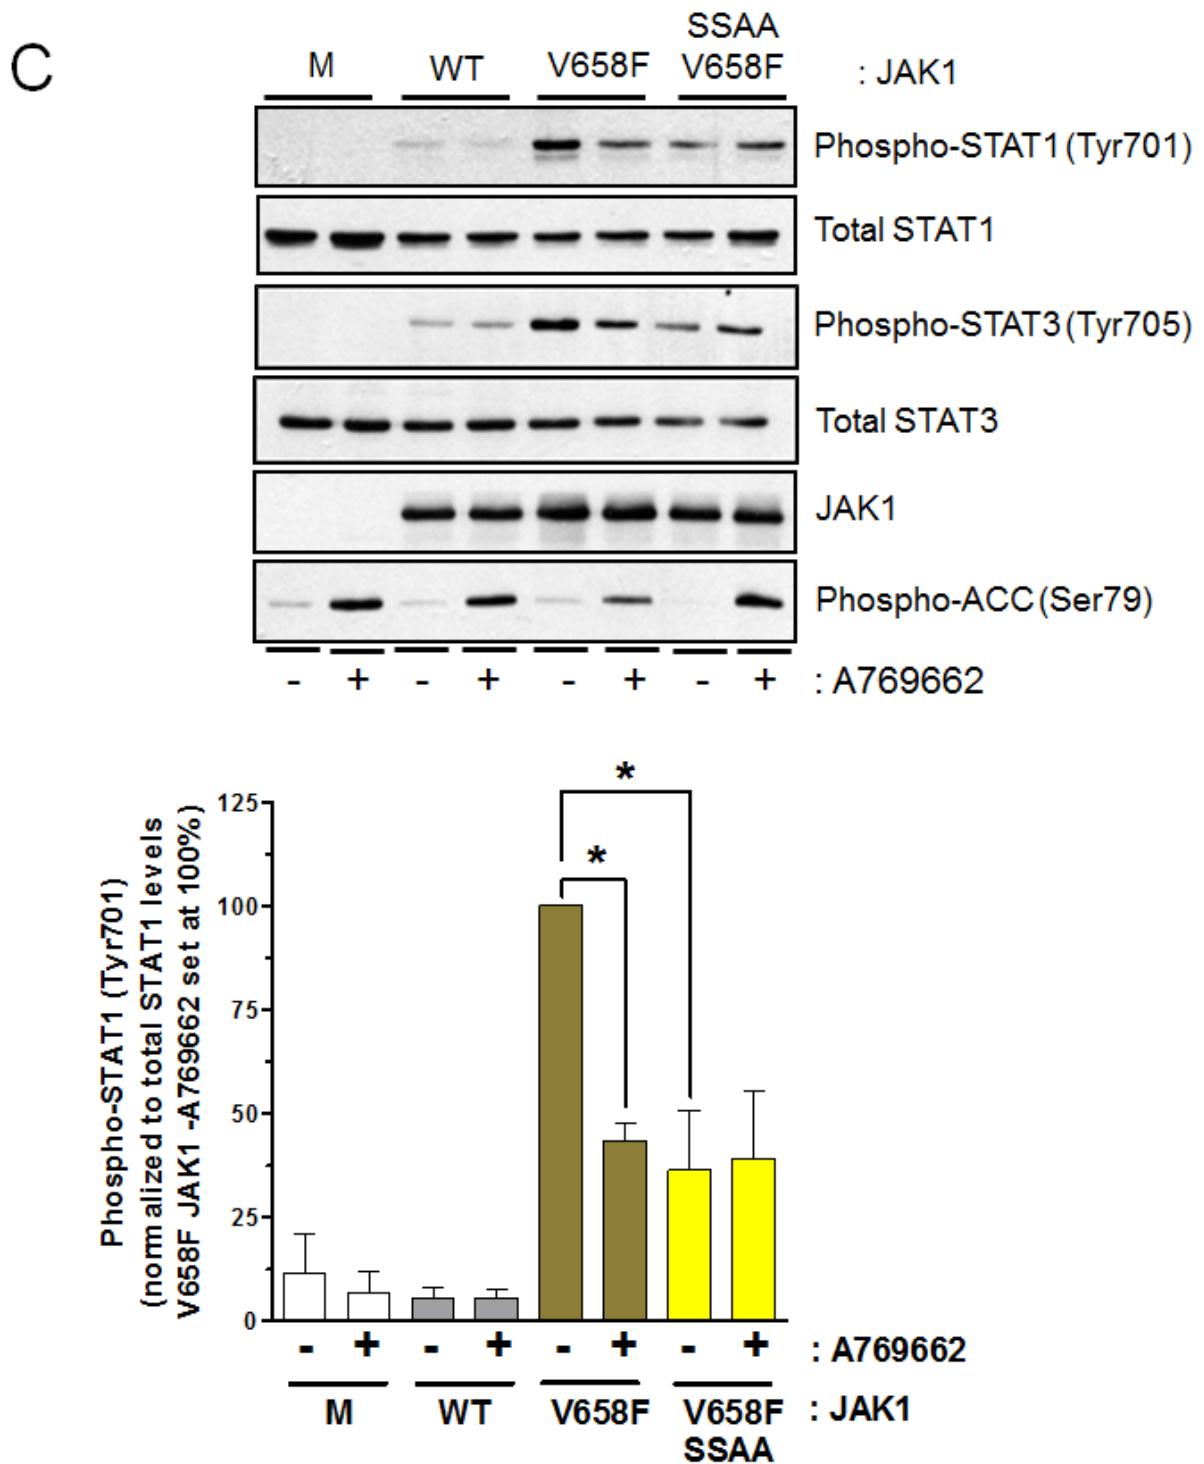 C
M WT V658F SSAA V658F : JAK1
Phospho-STAT1(Tyr701)
Total STAT1
Phospho-STAT3(Tyr705)
Total STAT3
JAK1
Phospho-ACC(Ser79)
- + - + - + - + : A769662
Phospho-STAT1 (Tyr701)
(normalized to total STAT1 levels
V658F JAK1 -A769662 set at 100%)
125
100
75
50
25
0
*
*
- + - + - + - + : A769662
M WT V658F V658F : JAK1
SSAA